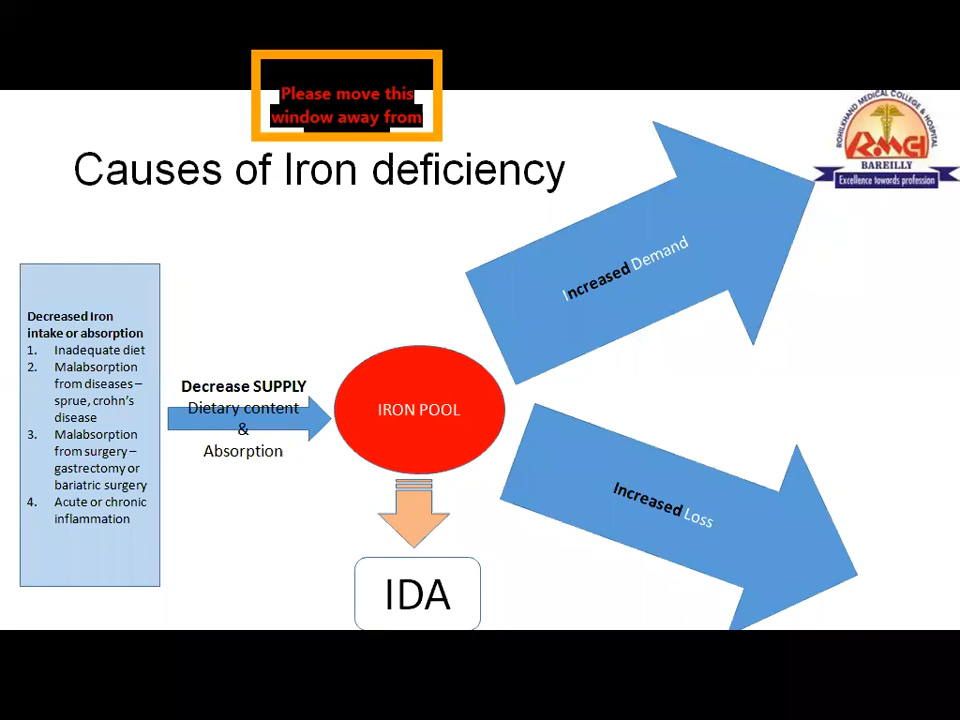 Please move this
window away from
ROHILKHAND MEDICAL COLLEGE & HOSPITAL
RMCH
BAREILLY
Excellence towards profession
Causes of Iron deficiency
Increased Demand
Decreased Iron
intake or absorption
1. Inadequate diet
2. Malabsorption
from diseases –
sprue, crohn's
disease
3. Malabsorption
from surgery –
gastrectomy or
bariatric surgery
4. Acute or chronic
inflammation
Decrease SUPPLY
Dietary content
&
Absorption
IRON POOL
Increased Loss
IDA